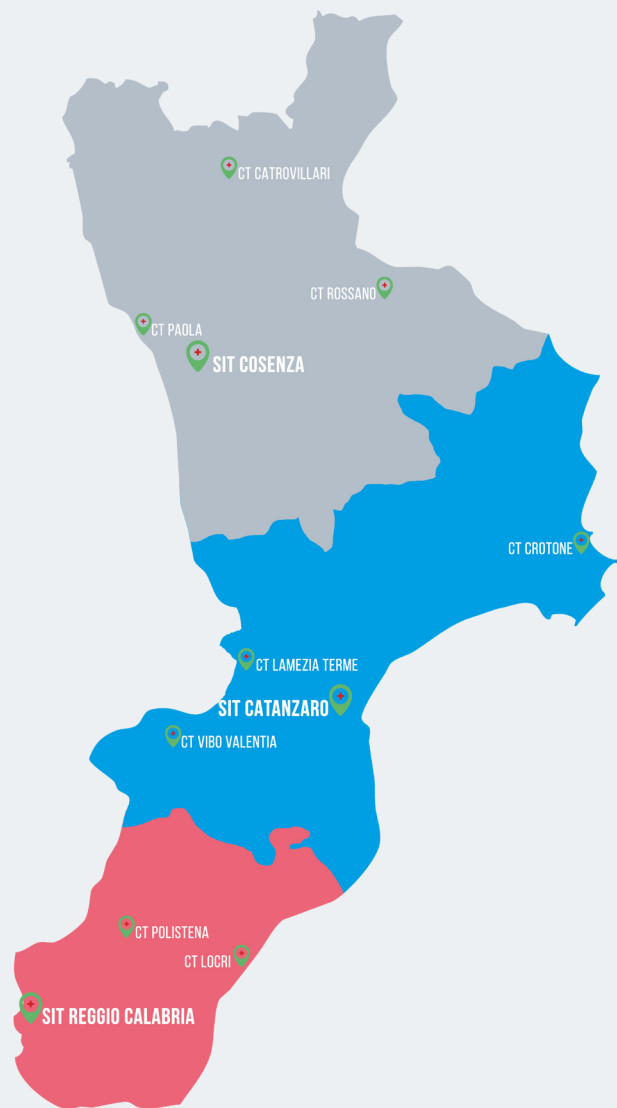 CT CATROVILLARI
CT ROSSANO
CT PAOLA
SIT COSENZA
CT CROTONE
CT LAMEZIA TERME
SIT CATANZARO
CT VIBO VALENTIA
CT POLISTENA
CT LOCRI
SIT REGGIO CALABRIA